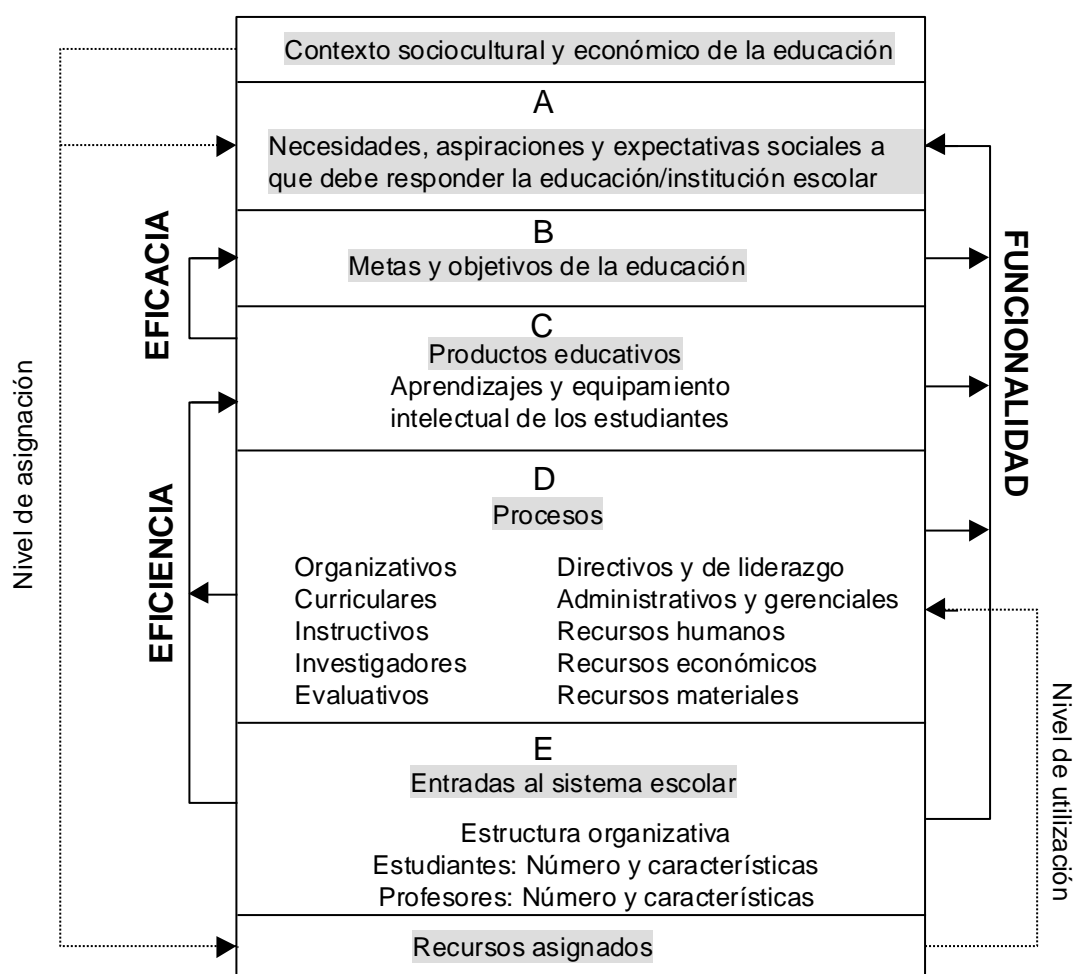 Contexto sociocultural y económico de la educación
A
Necesidades, aspiraciones y expectativas sociales a
que debe responder la educación/institución escolar
B
Metas y objetivos de la educación
C
Productos educativos
Aprendizajes y equipamiento
intelectual de los estudiantes
D
Procesos
Organizativos
Curriculares
Instructivos
Investigadores
Evaluativos
Directivos y de liderazgo
Administrativos y gerenciales
Recursos humanos
Recursos económicos
Recursos materiales
E
Entradas al sistema escolar
Estructura organizativa
Estudiantes: Número y características
Profesores: Número y características
Recursos asignados
Nivel de asignación
EFICACIA
EFICIENCIA
FUNCIONALIDAD
Nivel de utilización